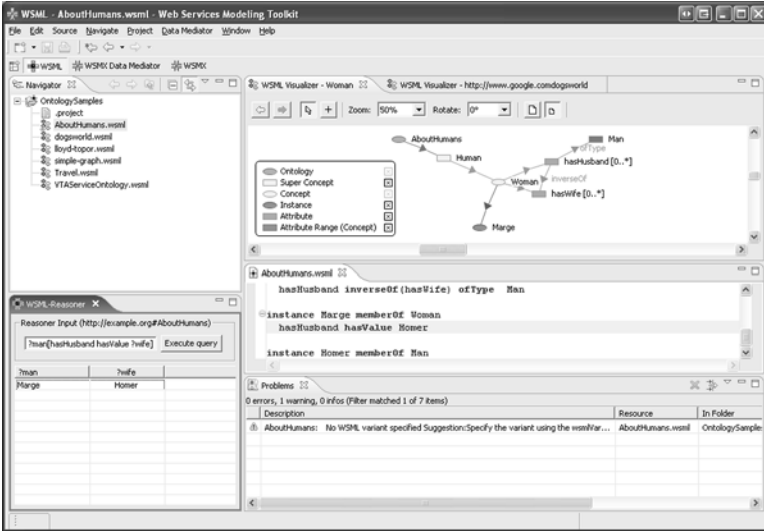 WSML - AboutHumans.wsml - Web Services Modeling Toolkit
File Edit Source Navigate Project Data Mediator Window Help
WSML WSMX Data Mediator WSMX
Navigator
OntologySamples
.project
AboutHumans.wsml
dogsworld.wsml
lloyd-topor.wsml
simple-graph.wsml
Travel.wsml
VTAServiceOntology.wsml
WSML Visualizer - Woman WSML Visualizer - http://www.google.comdogsworld
Zoom: 50% Rotate: 0°
AboutHumans
Man
ofType
Human
hasHusband [0..*]
Woman
inverseOf
hasWife [0..*]
Marge
Ontology
Super Concept
Concept
Instance
Attribute
Attribute Range (Concept)
AboutHumans.wsml
hasHusband inverseOf(hasWife) ofType Man
instance Marge memberOf Woman
hasHusband hasValue Homer
instance Homer memberOf Man
WSML-Reasoner
Reasoner Input (http://example.org#AboutHumans)
?man[hasHusband hasValue ?wife] Execute query
?man ?wife
Marge Homer
Problems
0 errors, 1 warning, 0 infos (Filter matched 1 of 7 items)
Description Resource In Folder
AboutHumans: No WSML variant specified Suggestion:Specify the variant using the wsmlVar... AboutHumans.wsml OntologySample